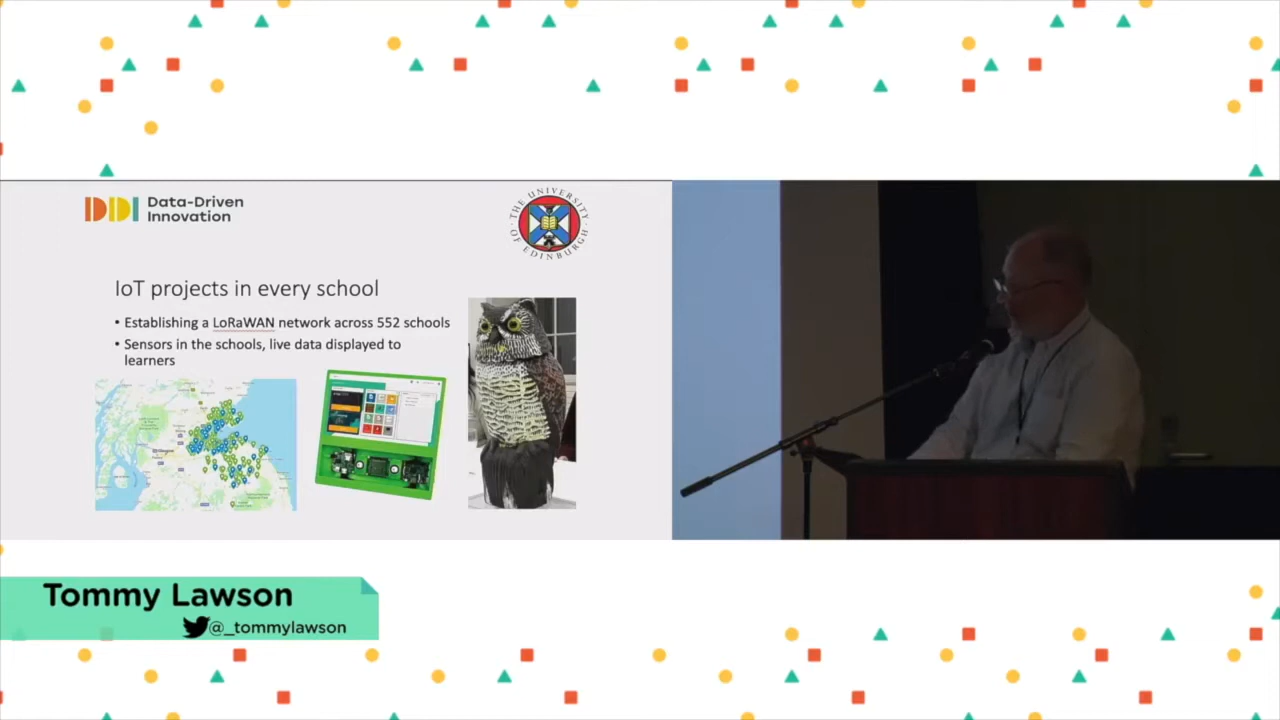 DDI Data-Driven
Innovation
THE UNIVERSITY
OF EDINBURGH
IoT projects in every school
• Establishing a LoRaWAN network across 552 schools
• Sensors in the schools, live data displayed to
learners
Tommy Lawson
@_tommylawson